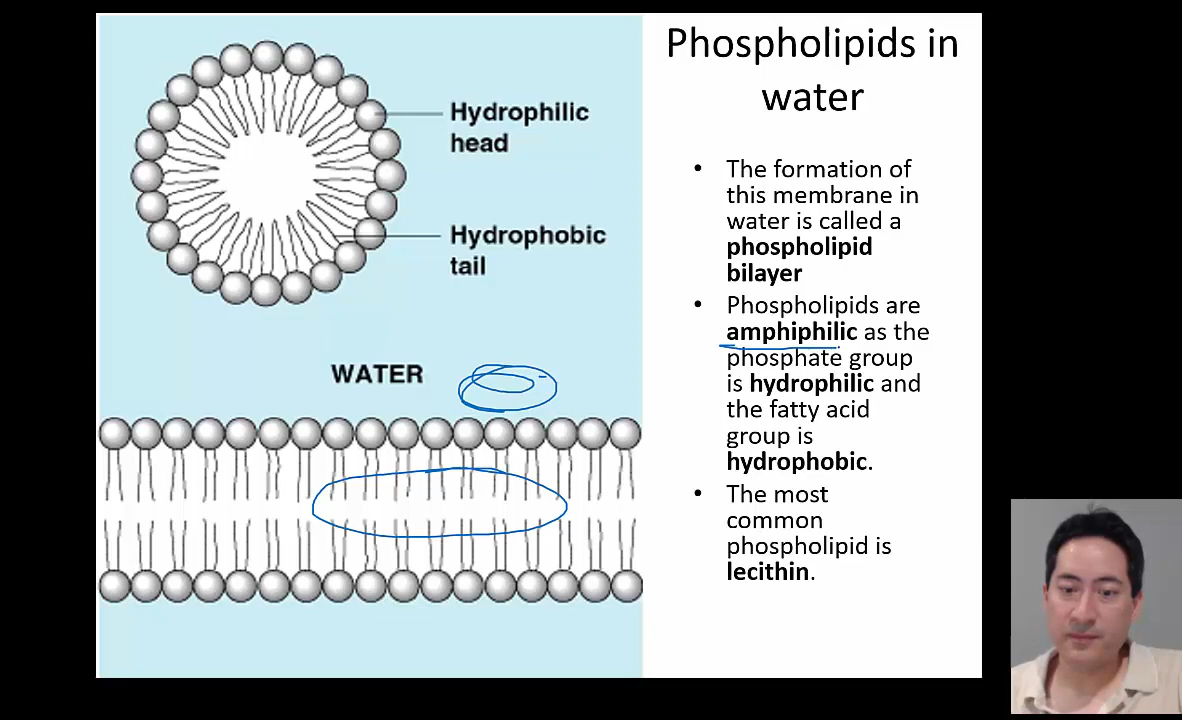 Phospholipids in
water
Hydrophilic
head
Hydrophobic
tail
WATER
• The formation of
this membrane in
water is called a
phospholipid
bilayer
• Phospholipids are
amphiphilic as the
phosphate group
is hydrophilic and
the fatty acid
group is
hydrophobic.
• The most
common
phospholipid is
lecithin.